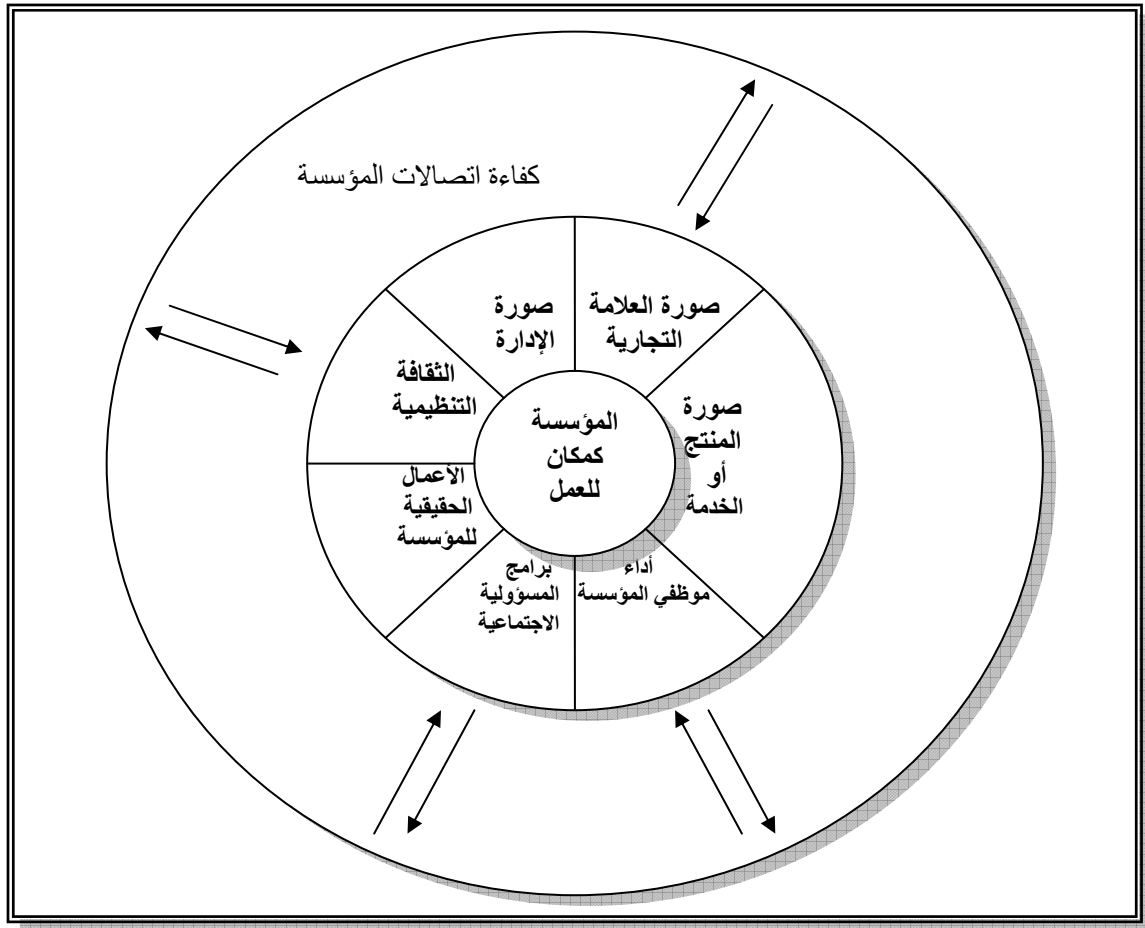 كفاءة اتصالات المؤسسة
صورة العلامة
التجارية
صورة
الإدارة
الثقافة
التنظيمية
صورة
المنتج
أو
الخدمة
المؤسسة
كمكان
للعمل
الأعمال
الحقيقية
للمؤسسة
برامج
المسؤولية
الاجتماعية
أداء
موظفي المؤسسة